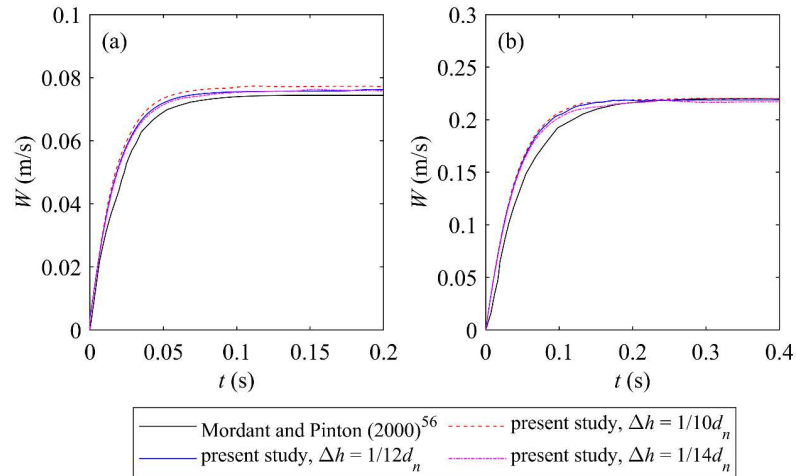 (a)
W (m/s)
0.1
0.08
0.06
0.04
0.02
0
0 0.05 0.1 0.15 0.2
t (s)
(b)
W (m/s)
0.3
0.25
0.2
0.15
0.1
0.05
0
0 0.1 0.2 0.3 0.4
t (s)
Mordant and Pinton (2000)⁵⁶
present study, Δh = 1/10dₙ
present study, Δh = 1/12dₙ
present study, Δh = 1/14dₙ